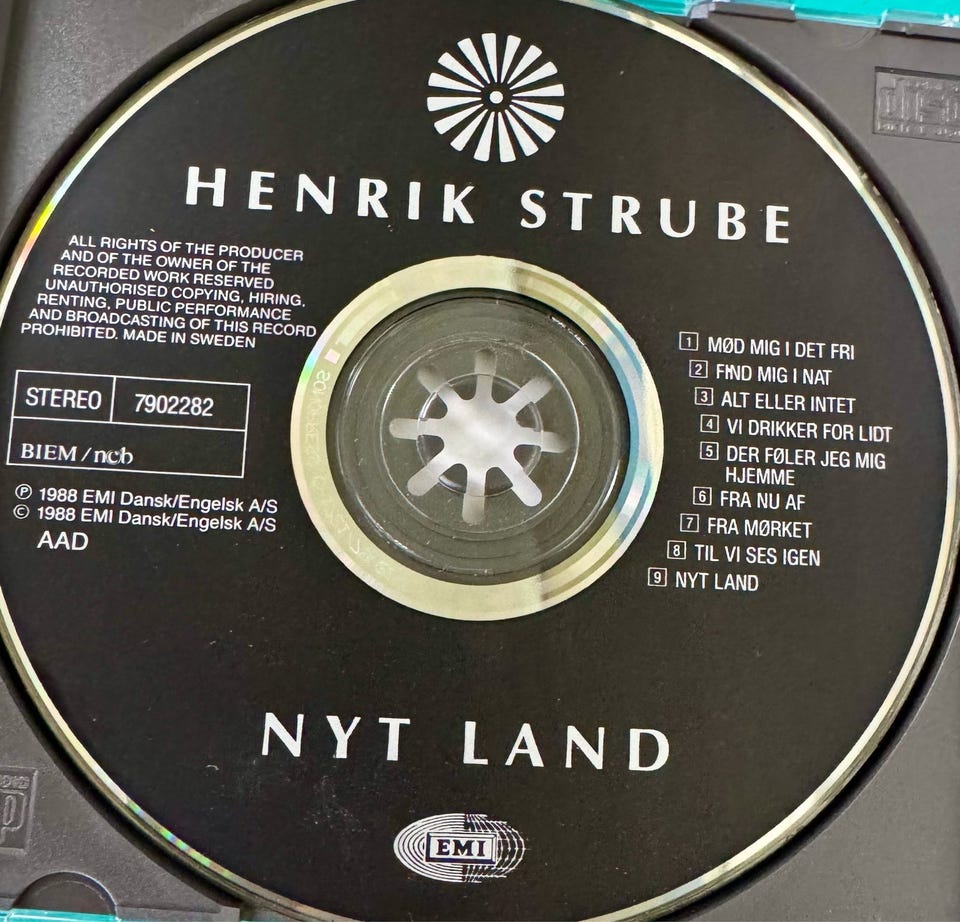 HENRIK STRUBE
ALL RIGHTS OF THE PRODUCER
AND OF THE OWNER OF THE
RECORDED WORK RESERVED
UNAUTHORISED COPYING, HIRING,
RENTING, PUBLIC PERFORMANCE
AND BROADCASTING OF THIS RECORD
PROHIBITED. MADE IN SWEDEN
STEREO 7902282
BIEM / ncb
Ⓟ 1988 EMI Dansk/Engelsk A/S
© 1988 EMI Dansk/Engelsk A/S
AAD
1 MØD MIG I DET FRI
2 FIND MIG I NAT
3 ALT ELLER INTET
4 VI DRIKKER FOR LIDT
5 DER FØLER JEG MIG
HJEMME
6 FRA NU AF
7 FRA MØRKET
8 TIL VI SES IGEN
9 NYT LAND
NYT LAND
EMI